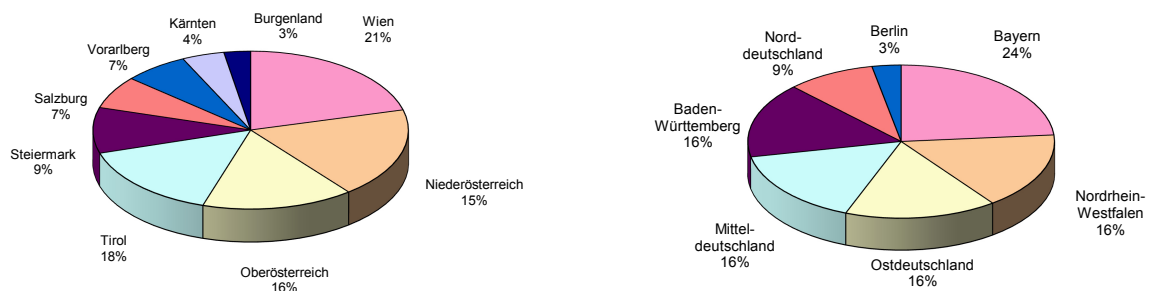 Burgenland
3%
Wien
21%
Niederösterreich
15%
Oberösterreich
16%
Tirol
18%
Steiermark
9%
Salzburg
7%
Vorarlberg
7%
Kärnten
4%
Berlin
3%
Bayern
24%
Nordrhein-
Westfalen
16%
Ostdeutschland
16%
Mittel-
deutschland
16%
Baden-
Württemberg
16%
Nord-
deutschland
9%